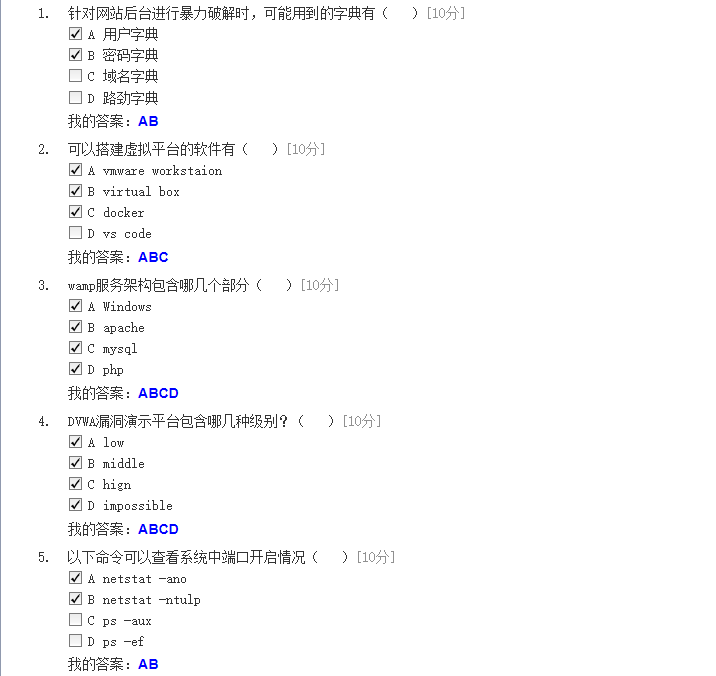 1. 针对网站后台进行暴力破解时，可能用到的字典有（ ）[10分]
A 用户字典
B 密码字典
C 域名字典
D 路劲字典
我的答案：AB
2. 可以搭建虚拟平台的软件有（ ）[10分]
A vmware workstaion
B virtual box
C docker
D vs code
我的答案：ABC
3. wamp服务架构包含哪几个部分（ ）[10分]
A Windows
B apache
C mysql
D php
我的答案：ABCD
4. DVWA漏洞演示平台包含哪几种级别？（ ）[10分]
A low
B middle
C hign
D impossible
我的答案：ABCD
5. 以下命令可以查看系统中端口开启情况（ ）[10分]
A netstat -ano
B netstat -ntulp
C ps -aux
D ps -ef
我的答案：AB